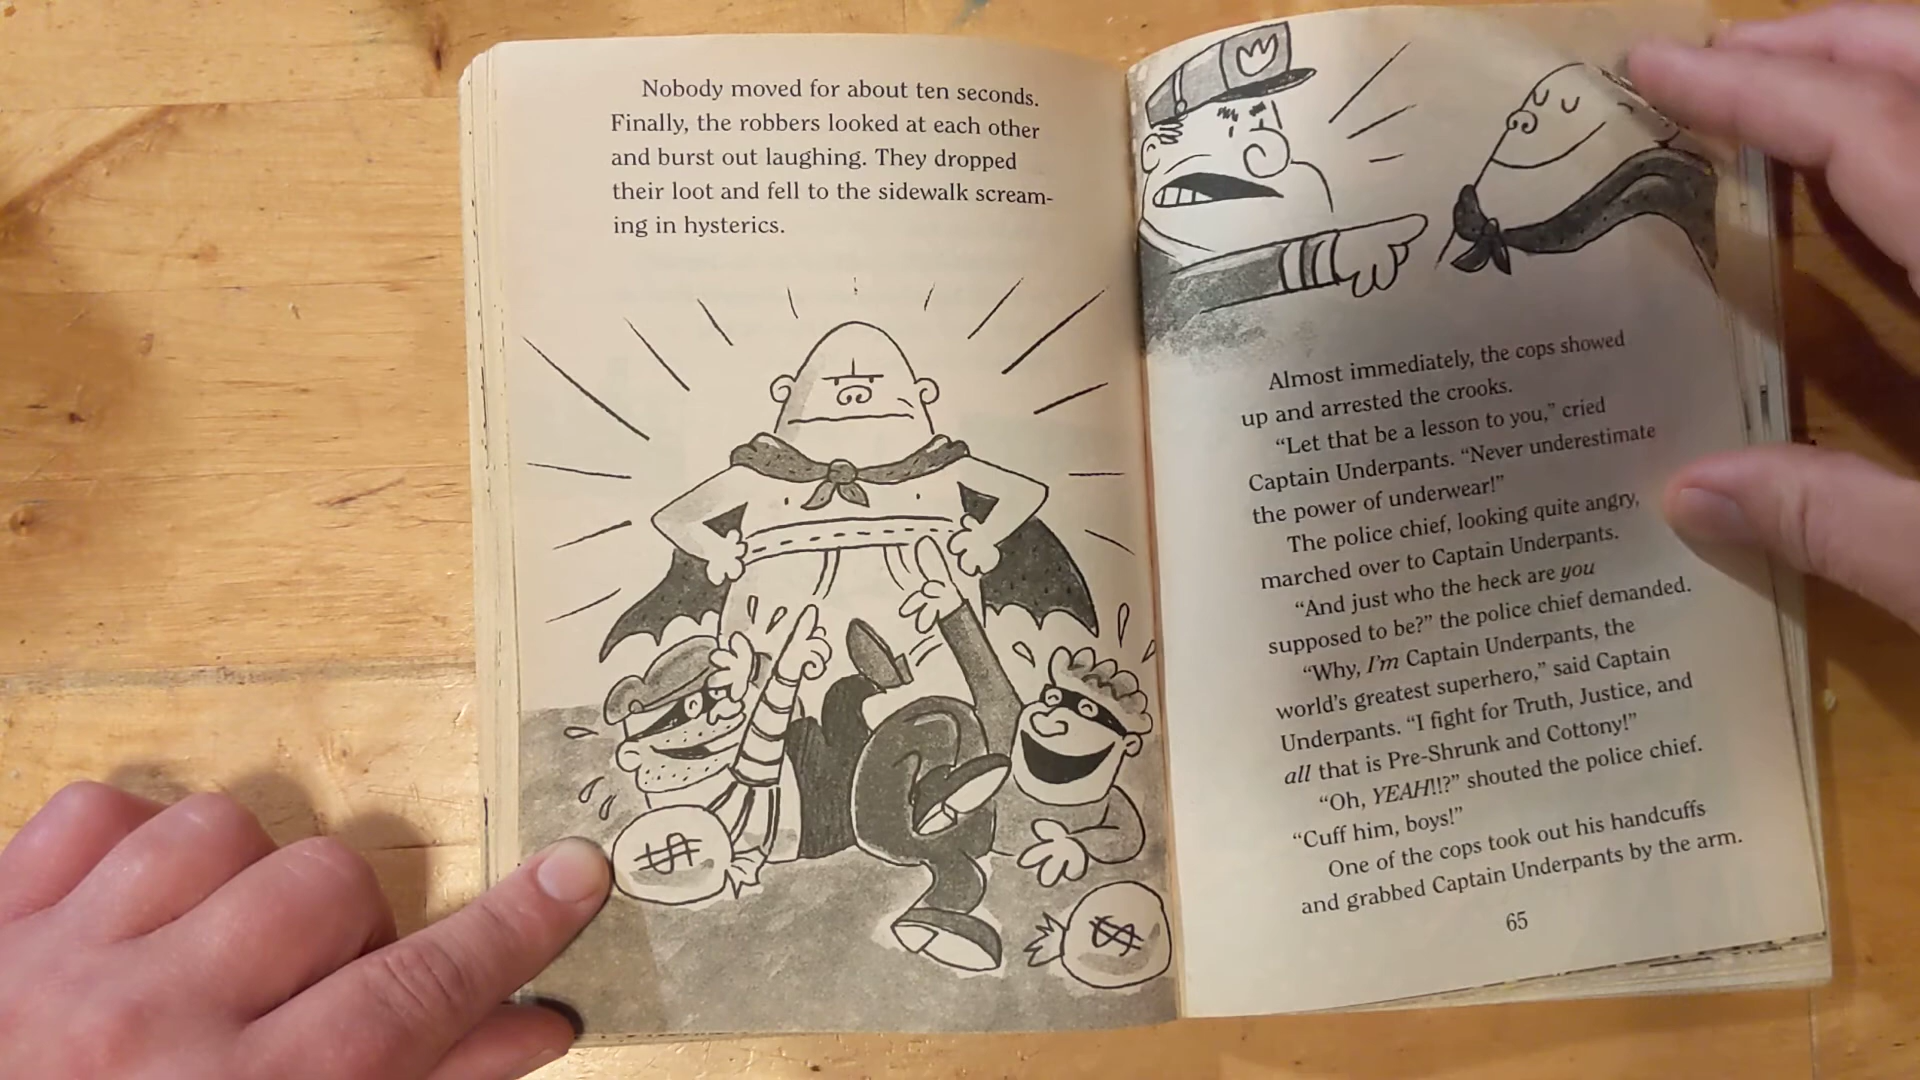 Nobody moved for about ten seconds.
Finally, the robbers looked at each other
and burst out laughing. They dropped
their loot and fell to the sidewalk scream-
ing in hysterics.
$
$
Almost immediately, the cops showed
up and arrested the crooks.
“Let that be a lesson to you,” cried
Captain Underpants. “Never underestimate
the power of underwear!”
The police chief, looking quite angry,
marched over to Captain Underpants.
“And just who the heck are you
supposed to be?” the police chief demanded.
“Why, I’m Captain Underpants, the
world’s greatest superhero,” said Captain
Underpants. “I fight for Truth, Justice, and
all that is Pre-Shrunk and Cottony!”
“Oh, YEAH!!?” shouted the police chief.
“Cuff him, boys!”
One of the cops took out his handcuffs
and grabbed Captain Underpants by the arm.
65